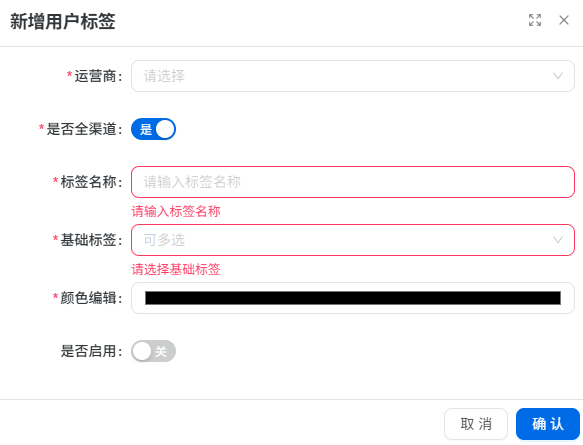 新增用户标签
*运营商:
请选择
*是否全渠道:
是
*标签名称:
请输入标签名称
请输入标签名称
*基础标签:
可多选
请选择基础标签
*颜色编辑:
是否启用:
关
取 消
确 认